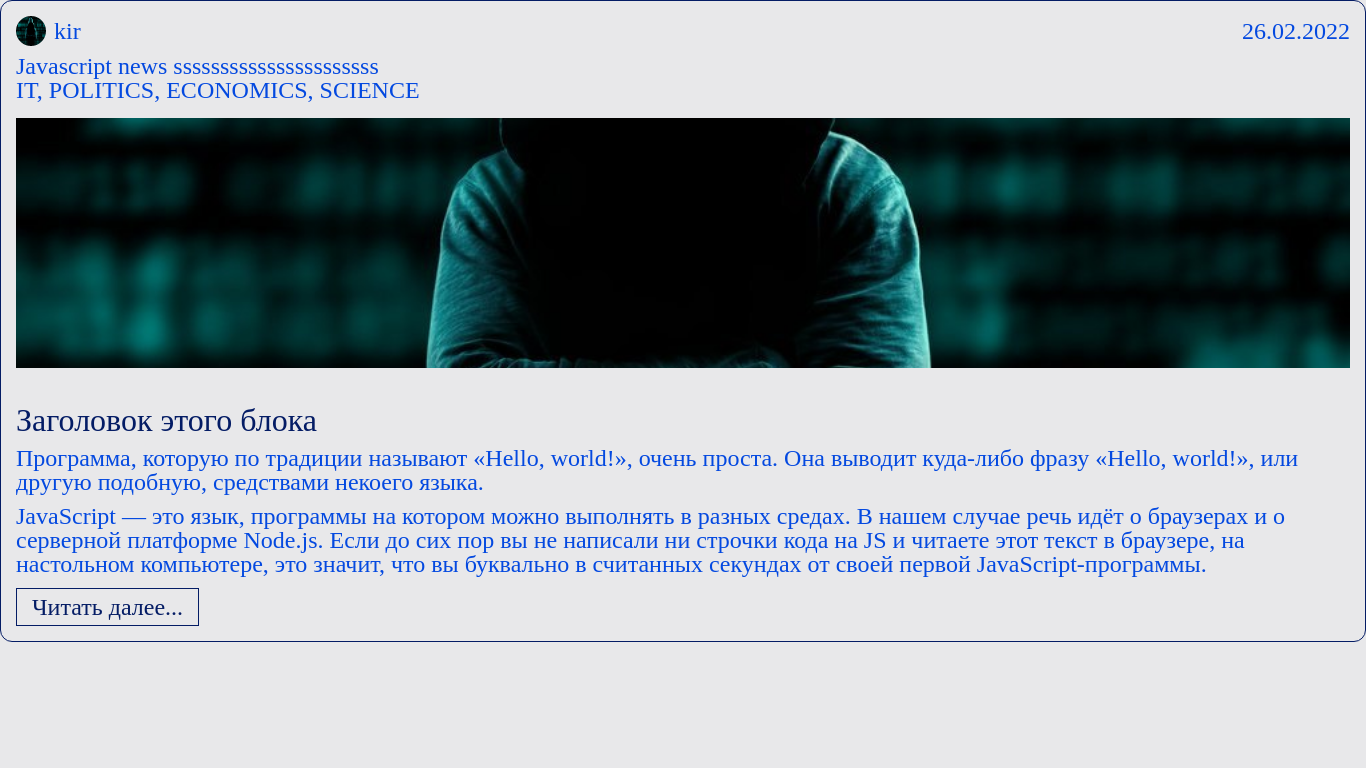 kir
26.02.2022
Javascript news ssssssssssssssssssssss
IT, POLITICS, ECONOMICS, SCIENCE
Заголовок этого блока
Программа, которую по традиции называют «Hello, world!», очень проста. Она выводит куда-либо фразу «Hello, world!», или
другую подобную, средствами некоего языка.
JavaScript — это язык, программы на котором можно выполнять в разных средах. В нашем случае речь идёт о браузерах и о
серверной платформе Node.js. Если до сих пор вы не написали ни строчки кода на JS и читаете этот текст в браузере, на
настольном компьютере, это значит, что вы буквально в считанных секундах от своей первой JavaScript-программы.
Читать далее...